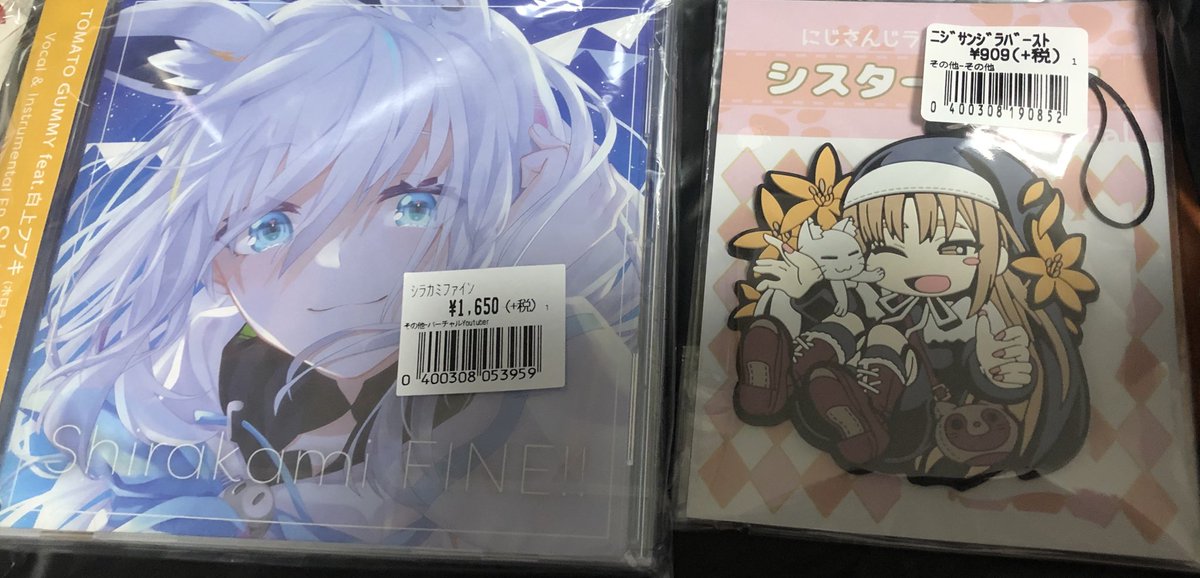 TOMATO GUMMY feat.白上フブキ
Vocal & Instrumental EP
Shirakami FINE!!
シラカミファイン
¥1,650(+税) 1
その他-バーチャルYoutuber
0 400308 053959
にじさんじラ
シスター
ﾆｼﾞｻﾝｼﾞﾗﾊﾞｰｽﾄ
¥909(+税) 1
その他-その他
0 400308 190852